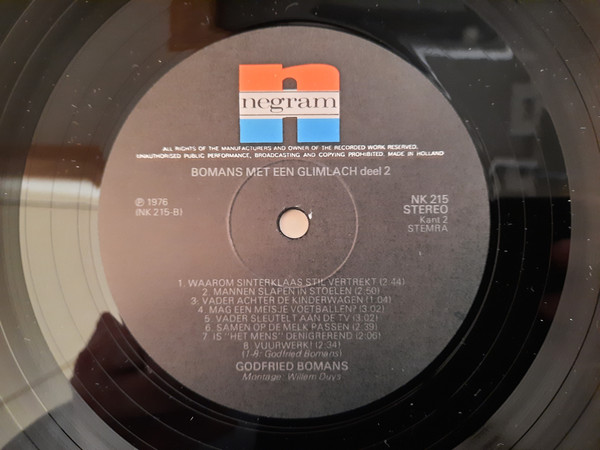 negram
ALL RIGHTS OF THE MANUFACTURERS AND OWNER OF THE RECORDED WORK RESERVED.
UNAUTHORISED PUBLIC PERFORMANCE, BROADCASTING AND COPYING PROHIBITED. MADE IN HOLLAND
BOMANS MET EEN GLIMLACH deel 2
℗ 1976
(NK 215-B)
NK 215
STEREO
Kant 2
STEMRA
1. WAAROM SINTERKLAAS STIL VERTREKT (2:44)
2. MANNEN SLAPEN IN STOELEN (2:50)
3. VADER ACHTER DE KINDERWAGEN (1:04)
4. MAG EEN MEISJE VOETBALLEN? (3:02)
5. VADER SLEUTELT AAN DE TV (3:02)
6. SAMEN OP DE MELK PASSEN (2:39)
7. IS 'HET MENS' DENIGREREND (2:06)
8. VUURWERK! (2:34)
(1-8: Godfried Bomans)
GODFRIED BOMANS
Montage: Willem Duys